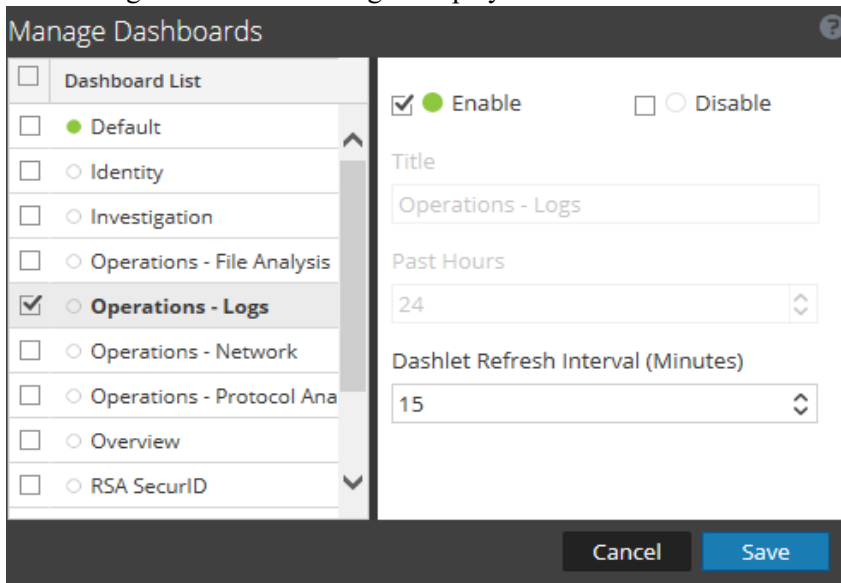 Manage Dashboards
Dashboard List
Default
Identity
Investigation
Operations - File Analysis
Operations - Logs
Operations - Network
Operations - Protocol Ana
Overview
RSA SecurID
Enable
Disable
Title
Operations - Logs
Past Hours
24
Dashlet Refresh Interval (Minutes)
15
Cancel
Save